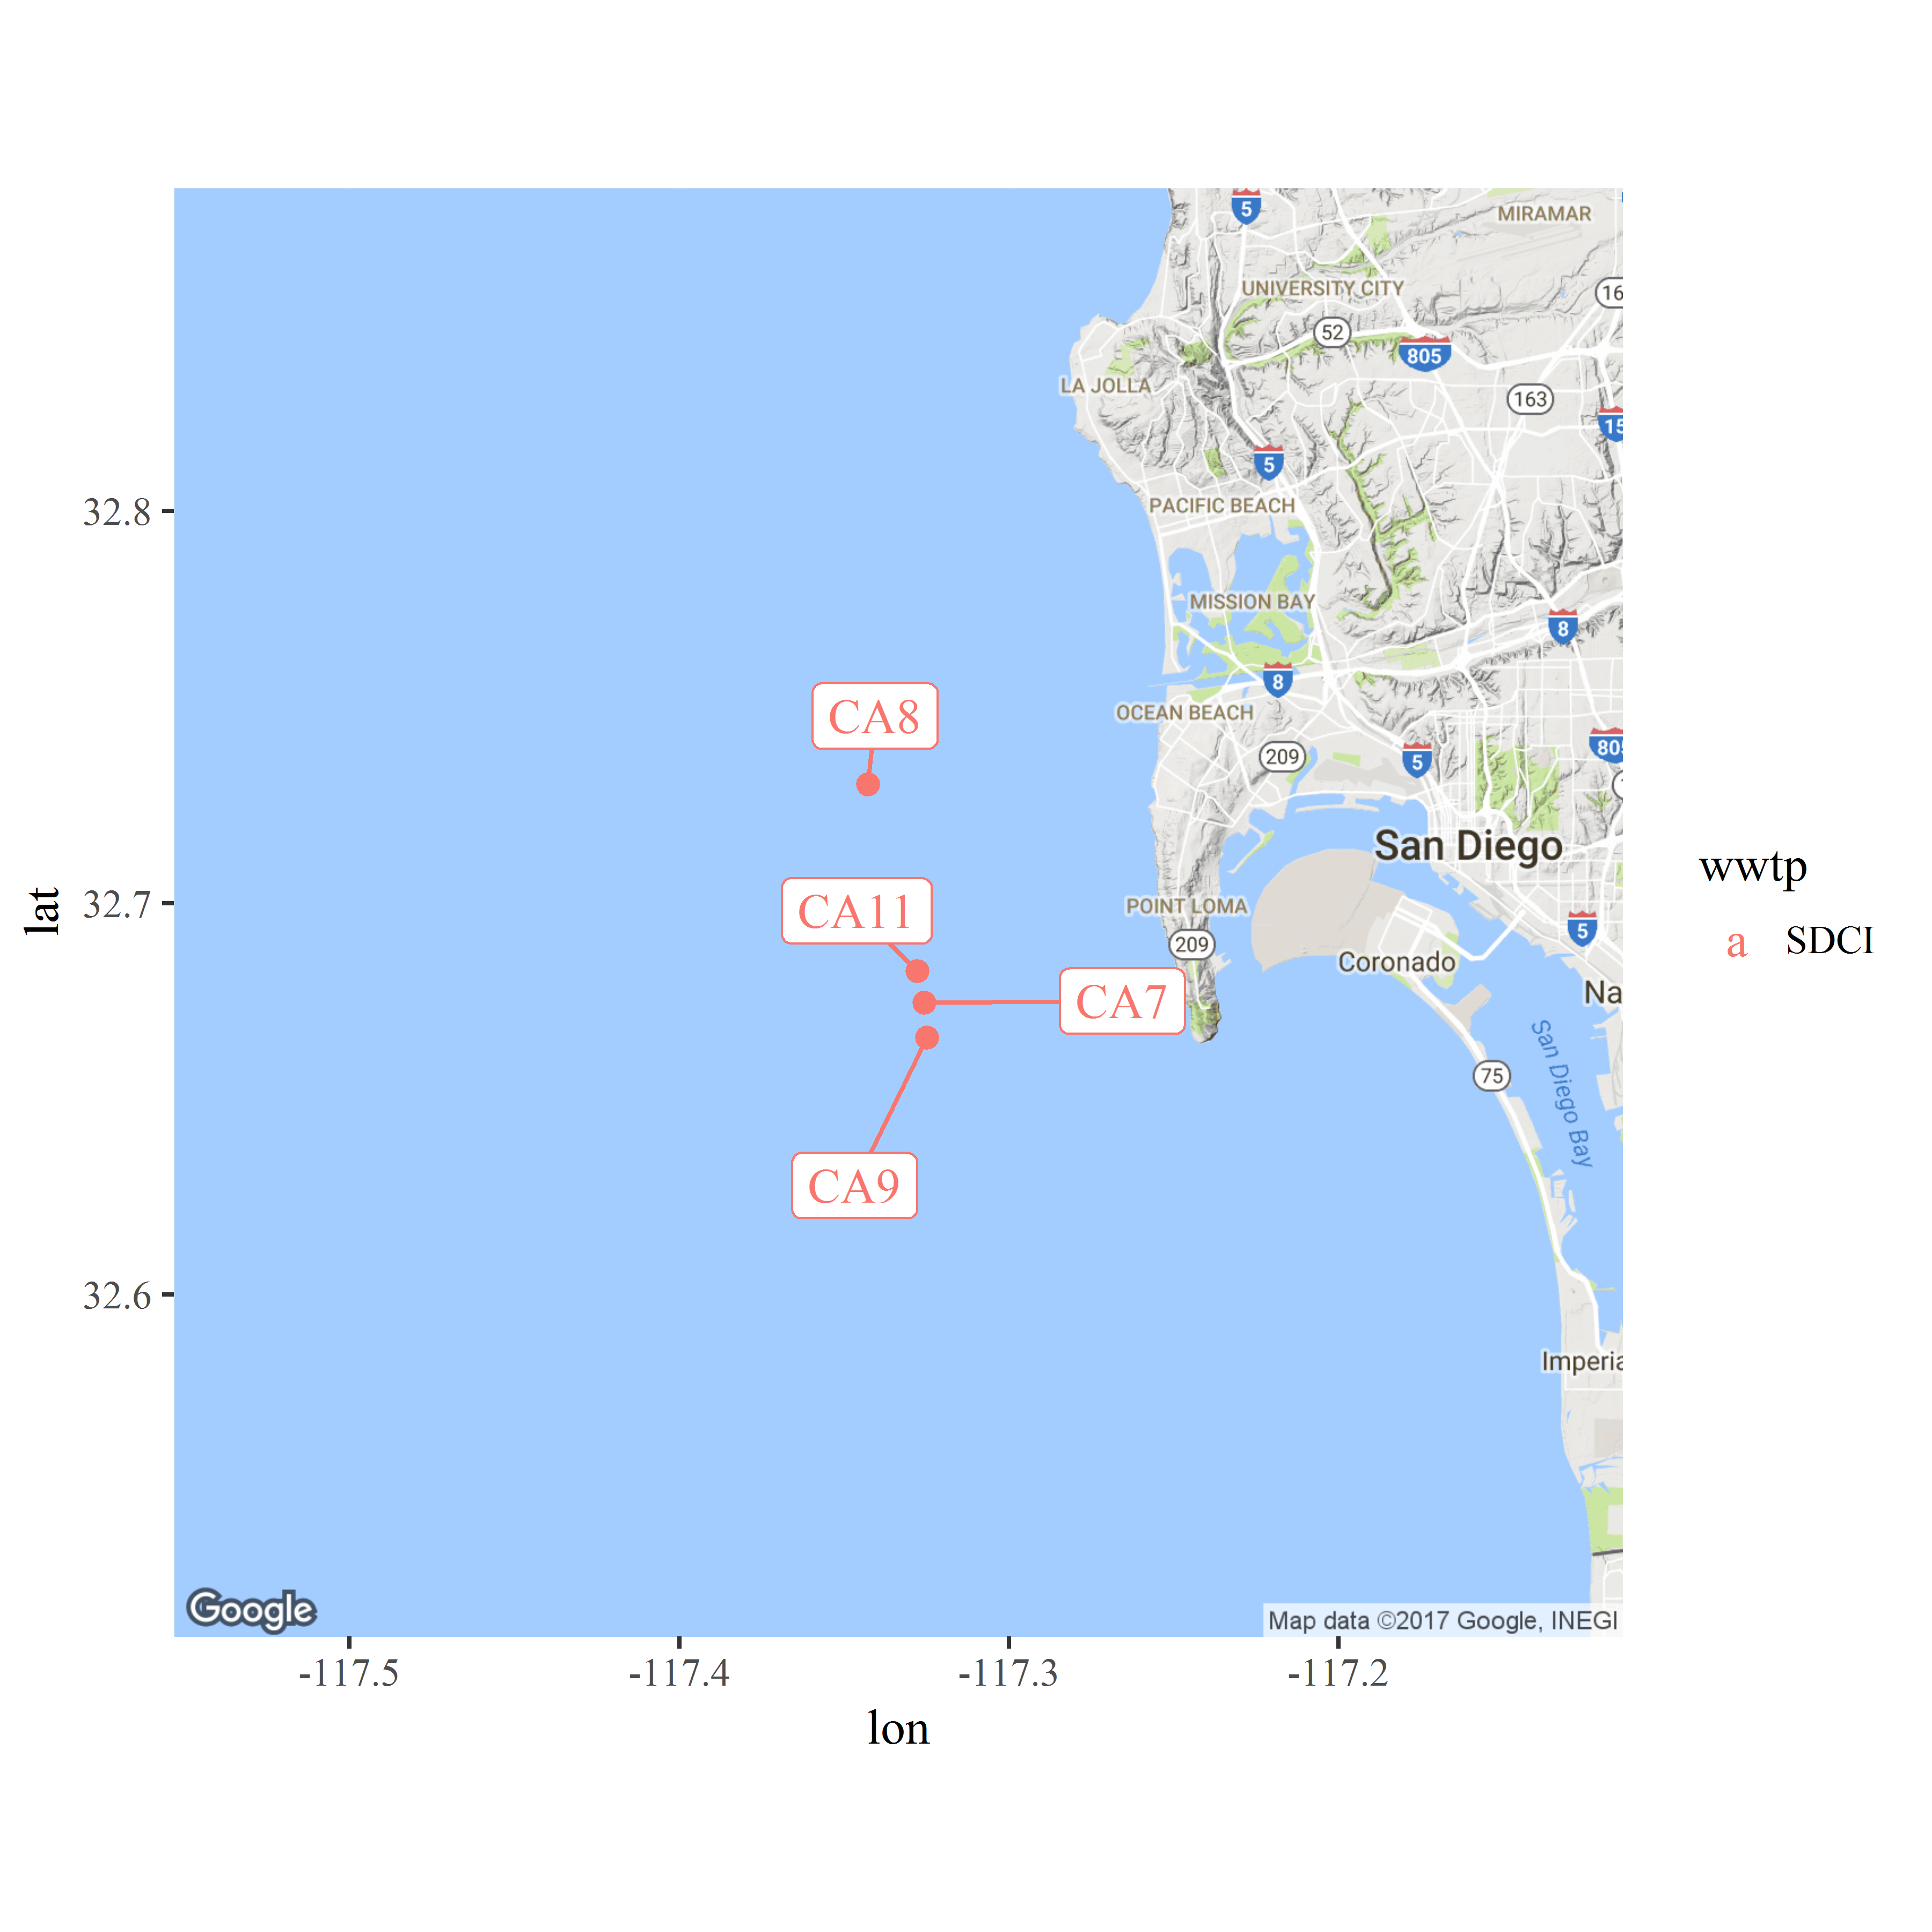 5
MIRAMAR
UNIVERSITY CITY
16
52
805
LA JOLLA
163
15
5
32.8
PACIFIC BEACH
MISSION BAY
8
8
CA8
OCEAN BEACH
209
5
805
San Diego
wwtp
lat
32.7
CA11
POINT LOMA
5
a SDCI
209
Coronado
Na
CA7
75
San Diego Bay
CA9
32.6
Imperia
Google
Map data ©2017 Google, INEGI
-117.5 -117.4 -117.3 -117.2
lon